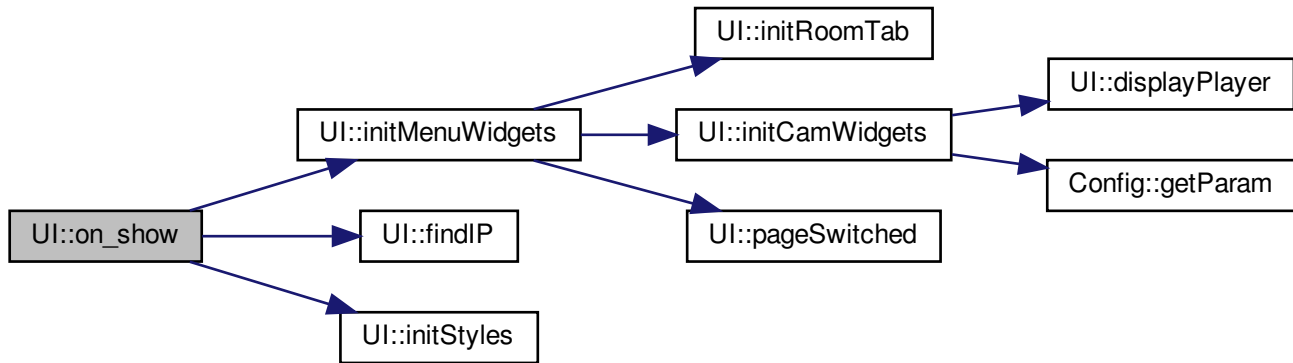 UI::initRoomTab
UI::displayPlayer
UI::initMenuWidgets
UI::initCamWidgets
Config::getParam
UI::on_show
UI::findIP
UI::pageSwitched
UI::initStyles